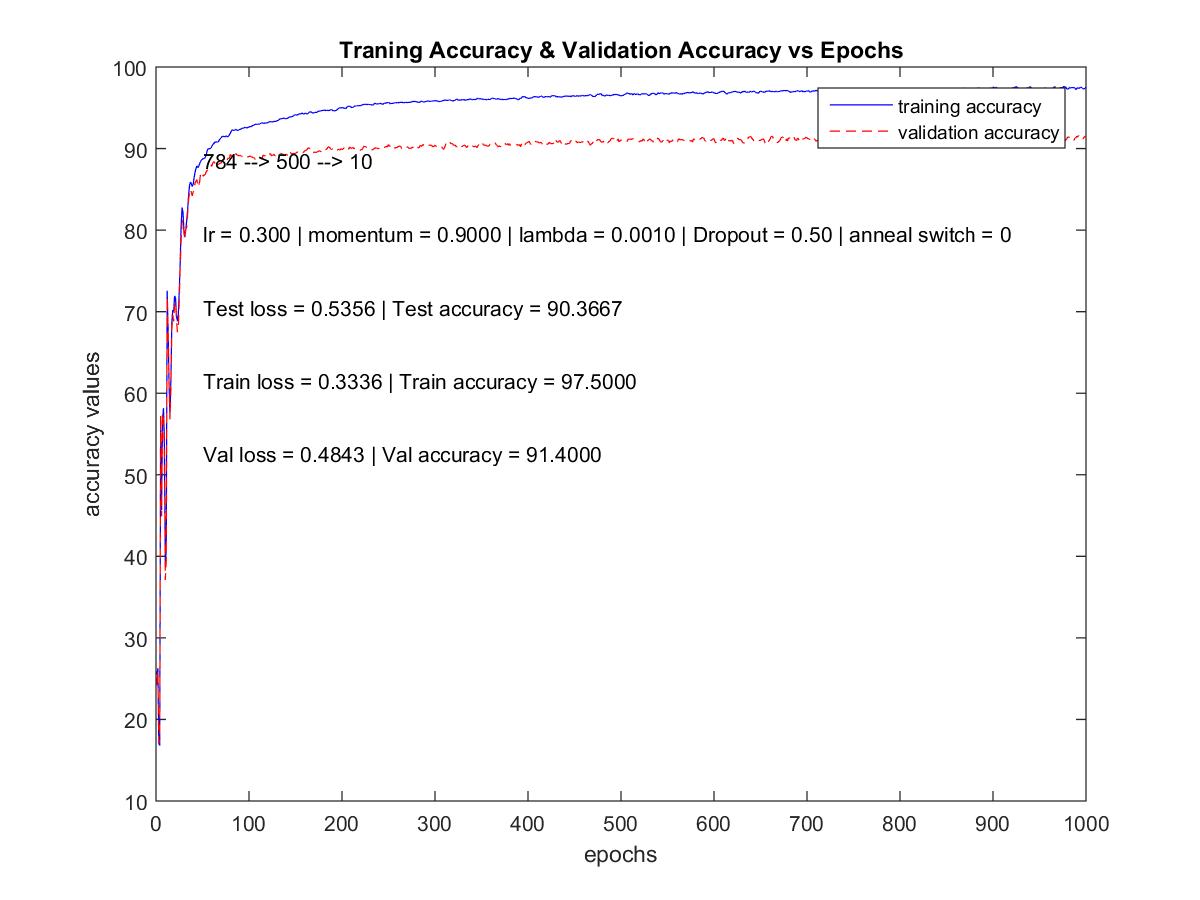 Traning Accuracy & Validation Accuracy vs Epochs
100
90
80
70
60
50
40
30
20
10
accuracy values
training accuracy
validation accuracy
784 --> 500 --> 10
lr = 0.300 | momentum = 0.9000 | lambda = 0.0010 | Dropout = 0.50 | anneal switch = 0
Test loss = 0.5356 | Test accuracy = 90.3667
Train loss = 0.3336 | Train accuracy = 97.5000
Val loss = 0.4843 | Val accuracy = 91.4000
0 100 200 300 400 500 600 700 800 900 1000
epochs